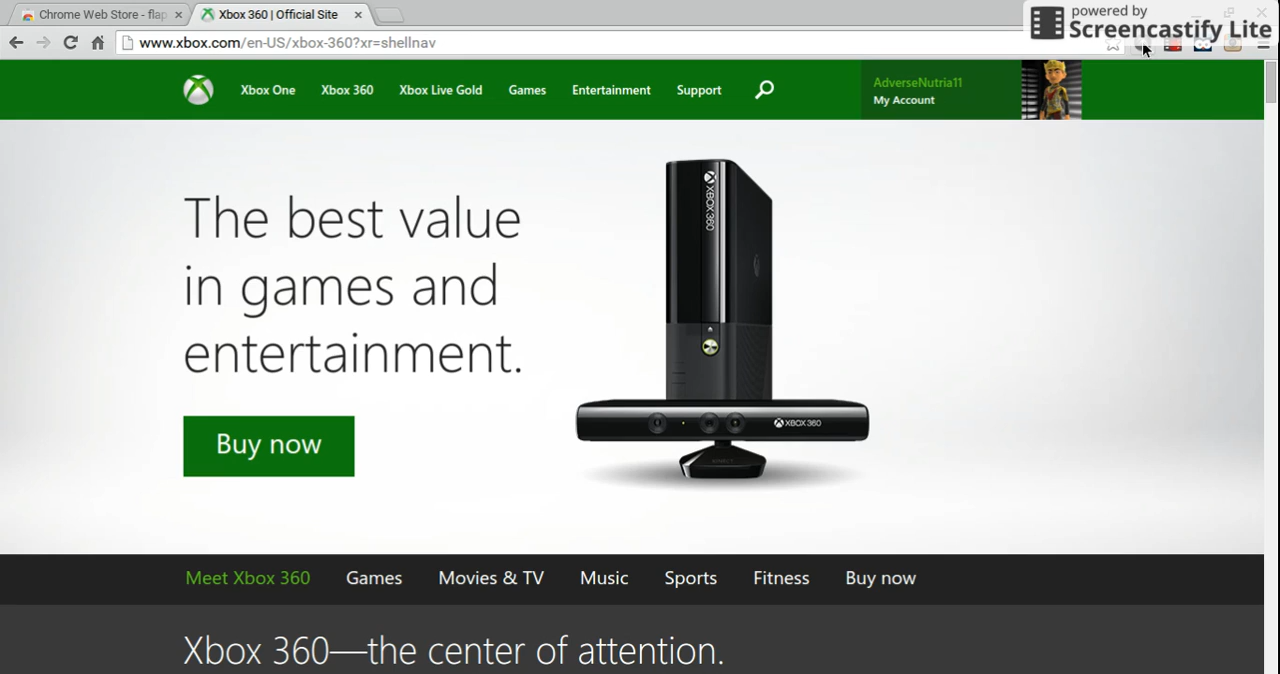 Chrome Web Store - flap
Xbox 360 | Official Site
powered by
Screencastify Lite
www.xbox.com/en-US/xbox-360?xr=shellnav
Xbox One Xbox 360 Xbox Live Gold Games Entertainment Support
AdverseNutria11
My Account
The best value
in games and
entertainment.
Buy now
XBOX 360
XBOX 360
Meet Xbox 360 Games Movies & TV Music Sports Fitness Buy now
Xbox 360—the center of attention.